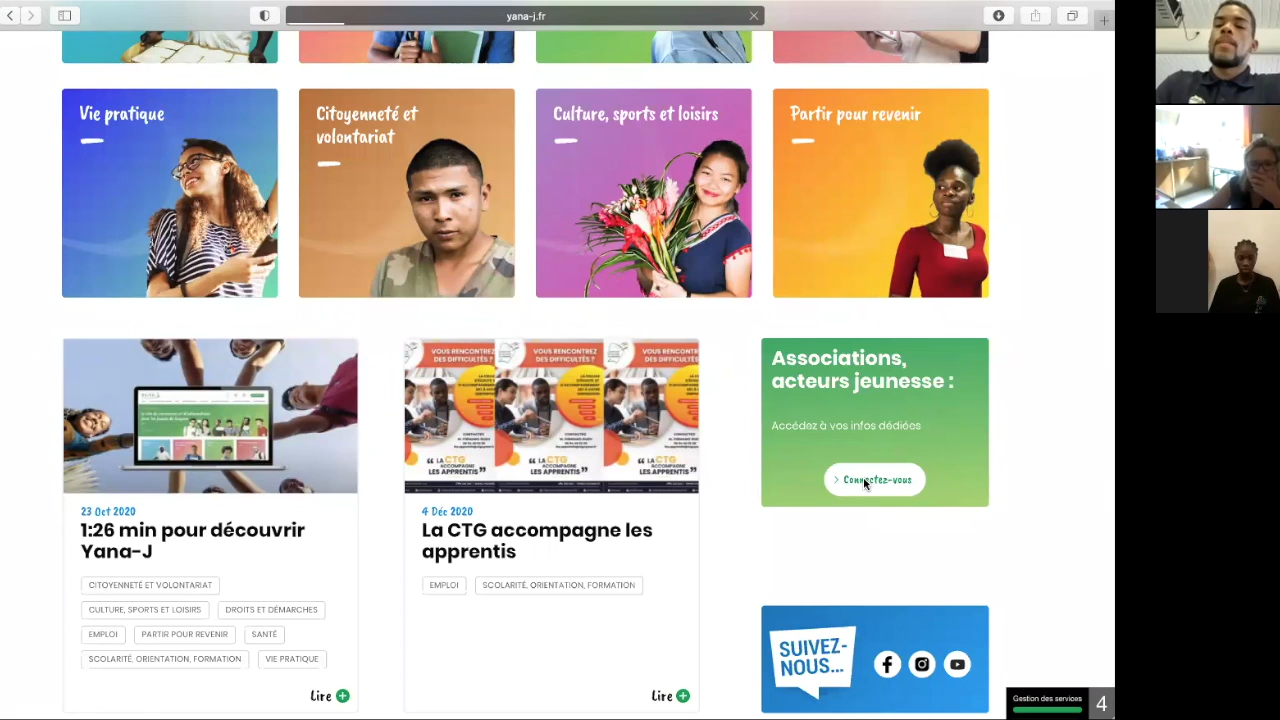 yana-j.fr
Vie pratique
Citoyenneté et
volontariat
Culture, sports et loisirs
Partir pour revenir
VOUS RENCONTREZ
DES DIFFICULTÉS ?
VOUS RENCONTREZ
DES DIFFICULTÉS ?
VOUS RENCONTREZ
DES DIFFICULTÉS ?
“ LA CTG
ACCOMPAGNE
LES APPRENTIS”
“ LA CTG
ACCOMPAGNE
LES APPRENTIS”
“ LA CTG
ACCOMPAGNE
LES APPRENTIS”
Associations,
acteurs jeunesse :
Accédez à vos infos dédiées
Connectez-vous
23 Oct 2020
1:26 min pour découvrir
Yana-J
CITOYENNETÉ ET VOLONTARIAT
CULTURE, SPORTS ET LOISIRS DROITS ET DÉMARCHES
EMPLOI PARTIR POUR REVENIR SANTÉ
SCOLARITÉ, ORIENTATION, FORMATION VIE PRATIQUE
Lire
4 Déc 2020
La CTG accompagne les
apprentis
EMPLOI SCOLARITÉ, ORIENTATION, FORMATION
Lire
SUIVEZ-
NOUS...
Gestion des services
4